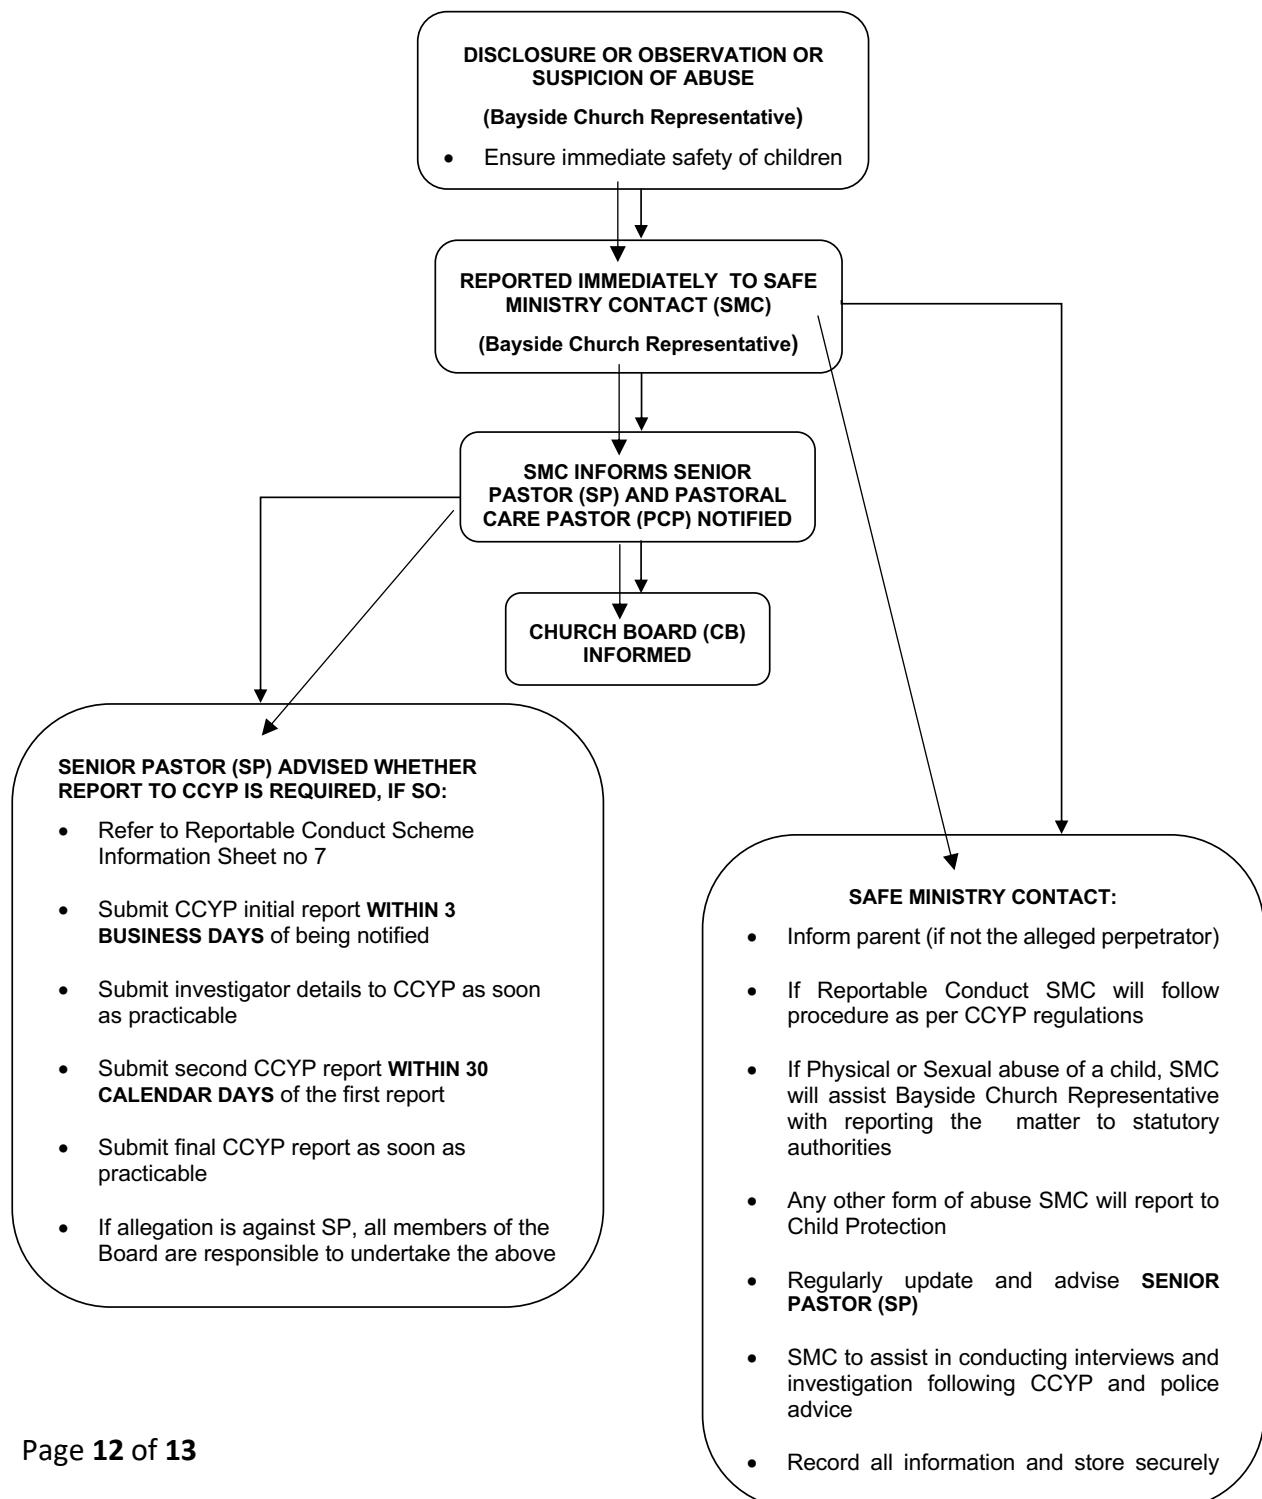 DISCLOSURE OR OBSERVATION OR
SUSPICION OF ABUSE
(Bayside Church Representative)
• Ensure immediate safety of children
REPORTED IMMEDIATELY TO SAFE
MINISTRY CONTACT (SMC)
(Bayside Church Representative)
SMC INFORMS SENIOR
PASTOR (SP) AND PASTORAL
CARE PASTOR (PCP) NOTIFIED
CHURCH BOARD (CB)
INFORMED
SENIOR PASTOR (SP) ADVISED WHETHER
REPORT TO CCYP IS REQUIRED, IF SO:
• Refer to Reportable Conduct Scheme
Information Sheet no 7
• Submit CCYP initial report WITHIN 3
BUSINESS DAYS of being notified
• Submit investigator details to CCYP as soon
as practicable
• Submit second CCYP report WITHIN 30
CALENDAR DAYS of the first report
• Submit final CCYP report as soon as
practicable
• If allegation is against SP, all members of the
Board are responsible to undertake the above
SAFE MINISTRY CONTACT:
• Inform parent (if not the alleged perpetrator)
• If Reportable Conduct SMC will follow
procedure as per CCYP regulations
• If Physical or Sexual abuse of a child, SMC
will assist Bayside Church Representative
with reporting the matter to statutory
authorities
• Any other form of abuse SMC will report to
Child Protection
• Regularly update and advise SENIOR
PASTOR (SP)
• SMC to assist in conducting interviews and
investigation following CCYP and police
advice
• Record all information and store securely
Page 12 of 13